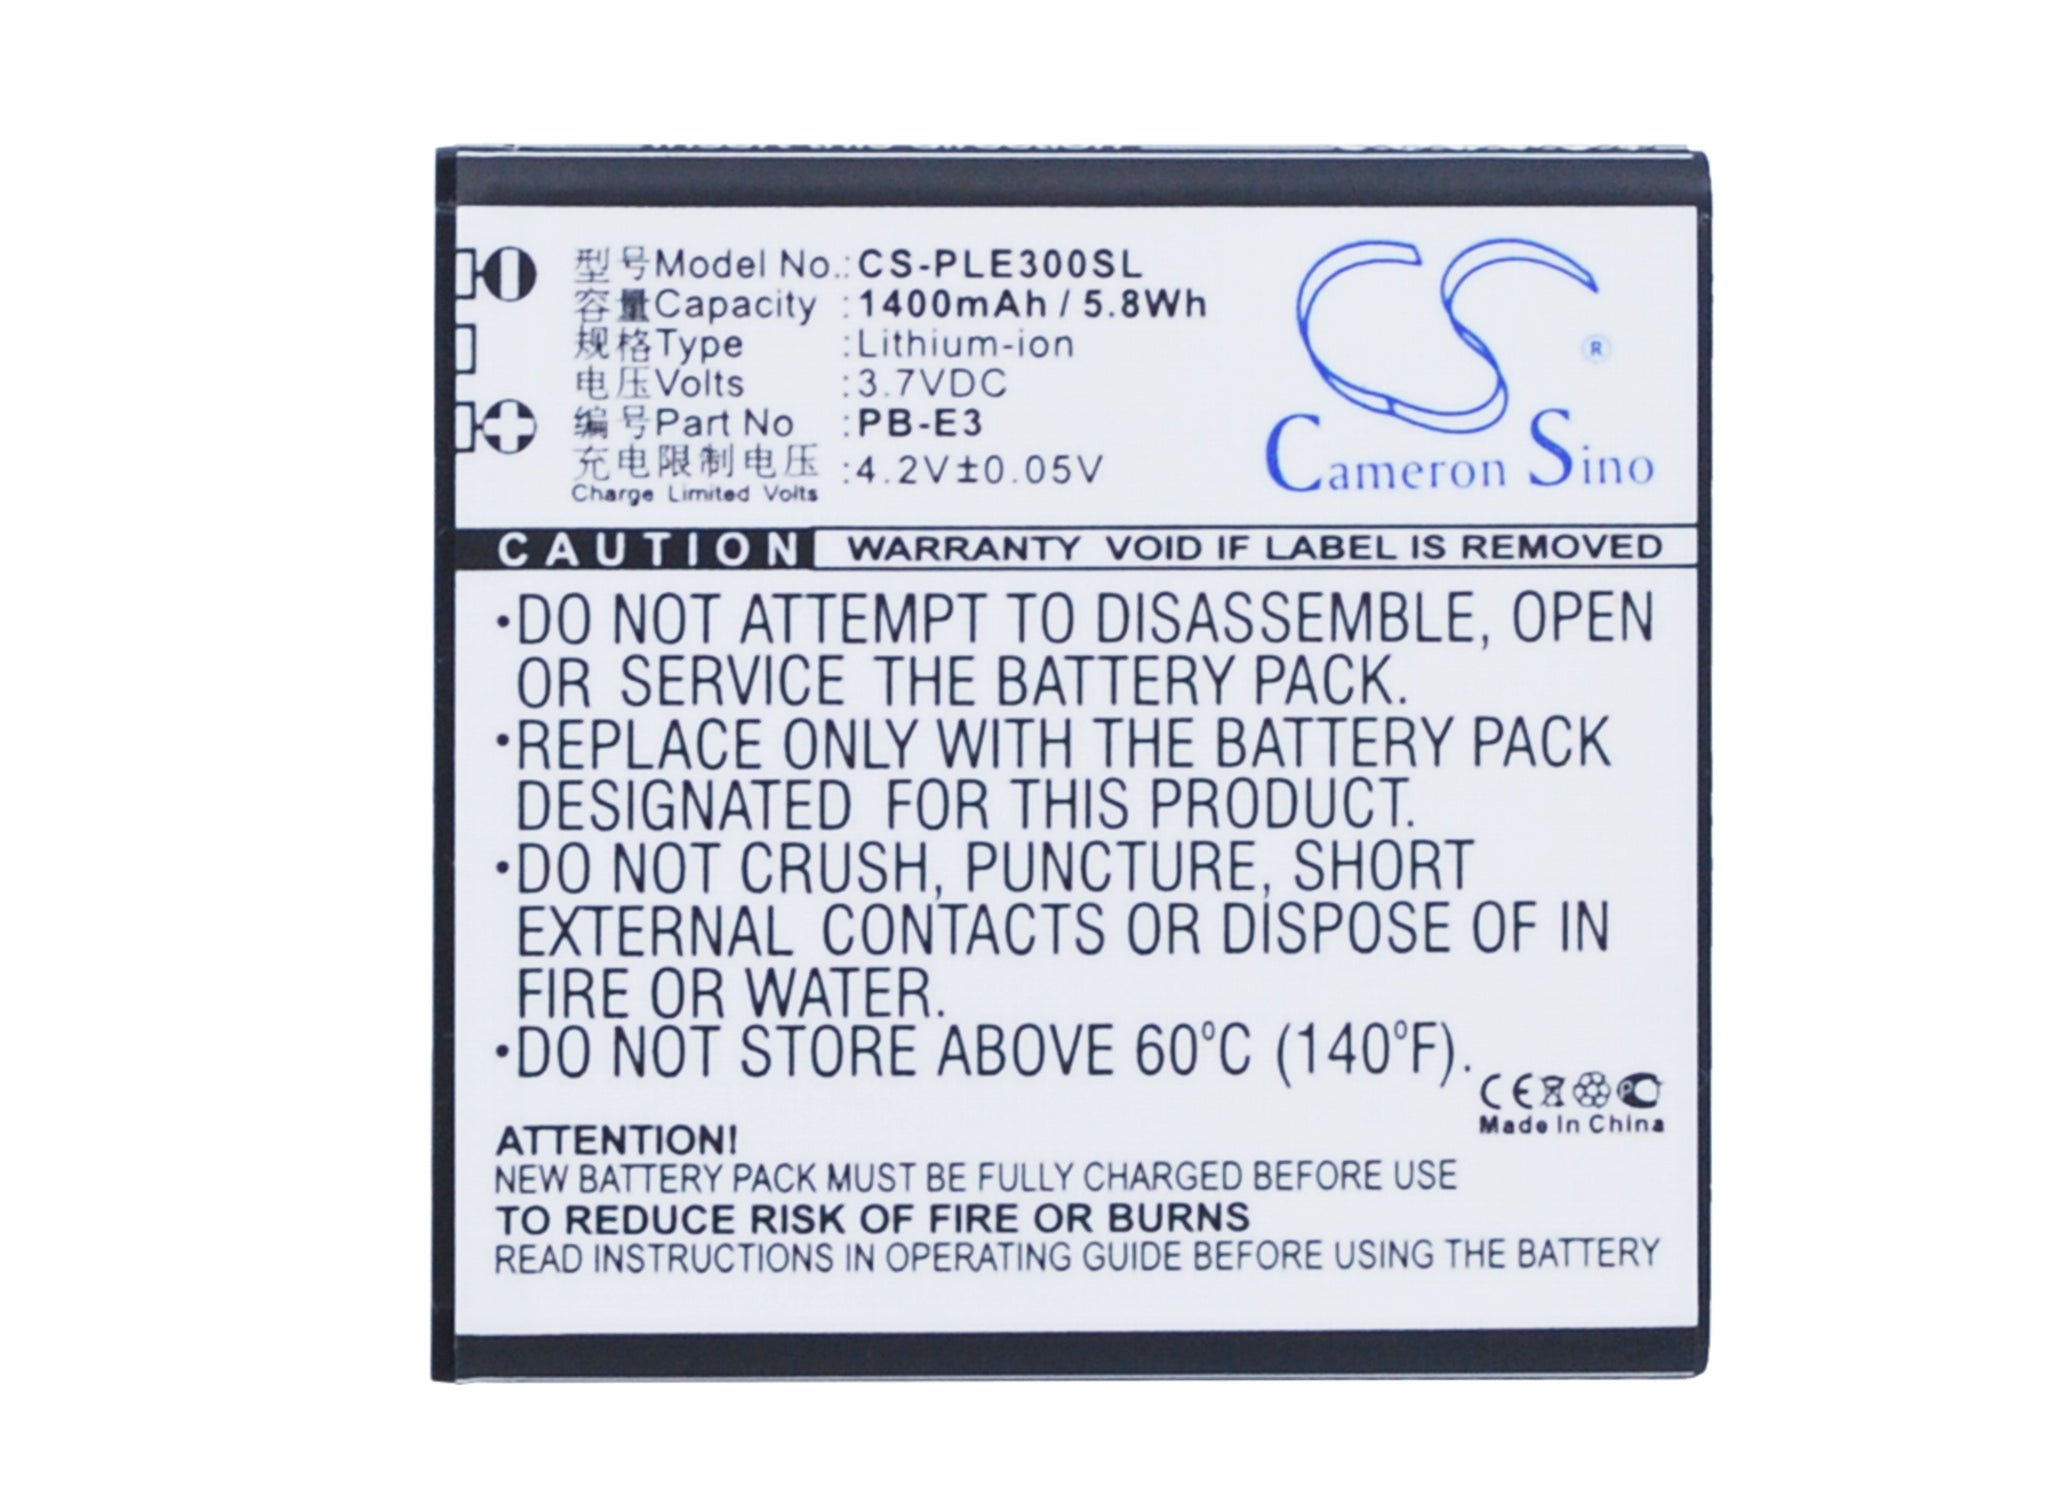 型号Model No.:CS-PLE300SL
容量Capacity :1400mAh / 5.8Wh
规格Type :Lithium-ion
电压Volts :3.7VDC
编号Part No :PB-E3
充电限制电压 :4.2V±0.05V
Charge Limited Volts
CS ®
Cameron Sino
CAUTION WARRANTY VOID IF LABEL IS REMOVED
•DO NOT ATTEMPT TO DISASSEMBLE, OPEN
OR SERVICE THE BATTERY PACK.
•REPLACE ONLY WITH THE BATTERY PACK
DESIGNATED FOR THIS PRODUCT.
•DO NOT CRUSH, PUNCTURE, SHORT
EXTERNAL CONTACTS OR DISPOSE OF IN
FIRE OR WATER.
•DO NOT STORE ABOVE 60°C (140°F).
CE
Made In China
ATTENTION!
NEW BATTERY PACK MUST BE FULLY CHARGED BEFORE USE
TO REDUCE RISK OF FIRE OR BURNS
READ INSTRUCTIONS IN OPERATING GUIDE BEFORE USING THE BATTERY